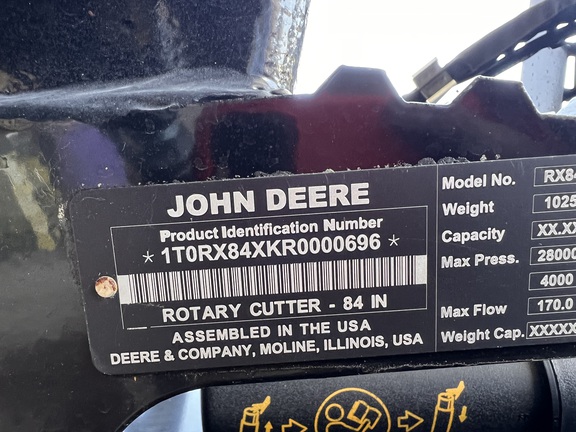 JOHN DEERE
Product Identification Number
* 1T0RX84XKR0000696 *
ROTARY CUTTER - 84 IN
ASSEMBLED IN THE USA
DEERE & COMPANY, MOLINE, ILLINOIS, USA
Model No. RX84
Weight 1025
Capacity XX.XX
Max Press. 28000
4000
Max Flow 170.0
Weight Cap. XXXXX